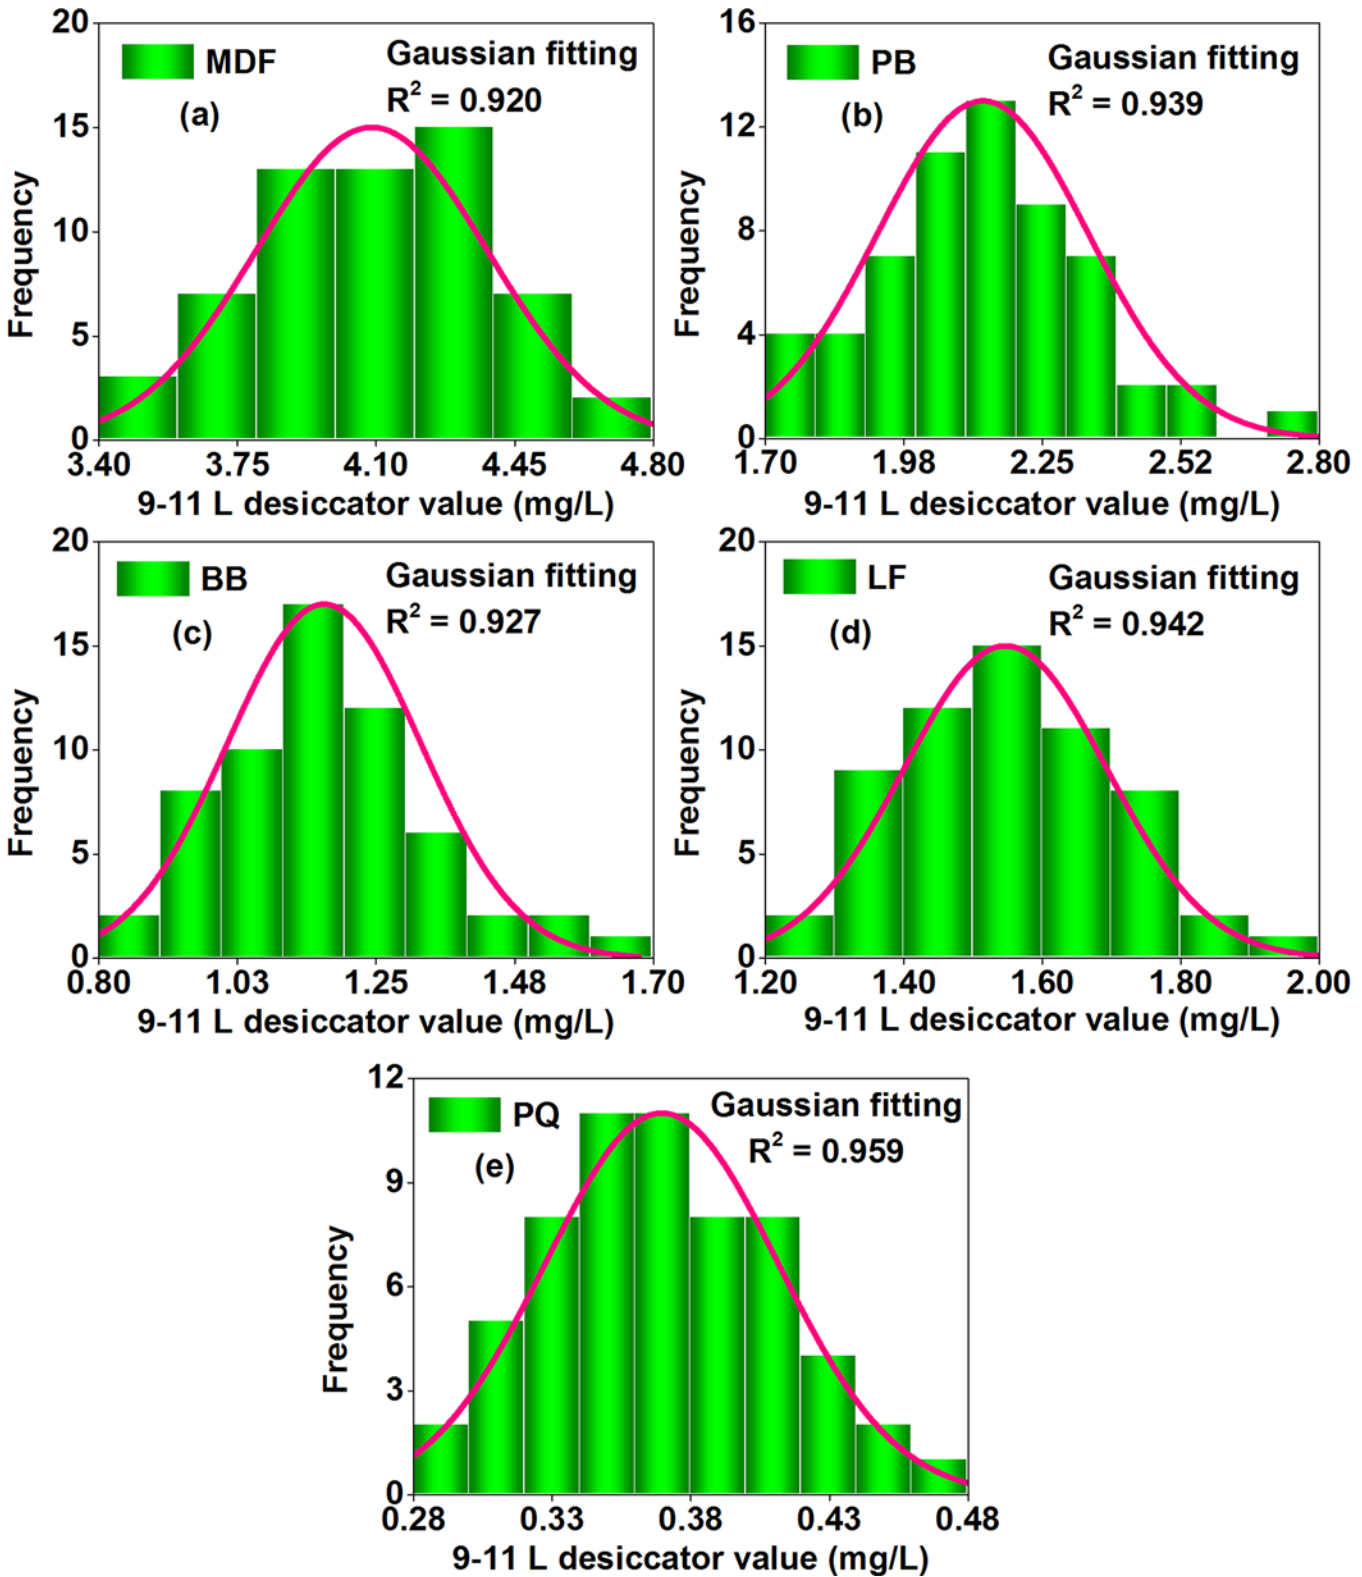 20
15
10
5
0
MDF
(a)
Gaussian fitting
R² = 0.920
Frequency
3.40 3.75 4.10 4.45 4.80
9-11 L desiccator value (mg/L)
16
12
8
4
0
PB
(b)
Gaussian fitting
R² = 0.939
Frequency
1.70 1.98 2.25 2.52 2.80
9-11 L desiccator value (mg/L)
20
15
10
5
0
BB
(c)
Gaussian fitting
R² = 0.927
Frequency
0.80 1.03 1.25 1.48 1.70
9-11 L desiccator value (mg/L)
20
15
10
5
0
LF
(d)
Gaussian fitting
R² = 0.942
Frequency
1.20 1.40 1.60 1.80 2.00
9-11 L desiccator value (mg/L)
12
9
6
3
0
PQ
(e)
Gaussian fitting
R² = 0.959
Frequency
0.28 0.33 0.38 0.43 0.48
9-11 L desiccator value (mg/L)